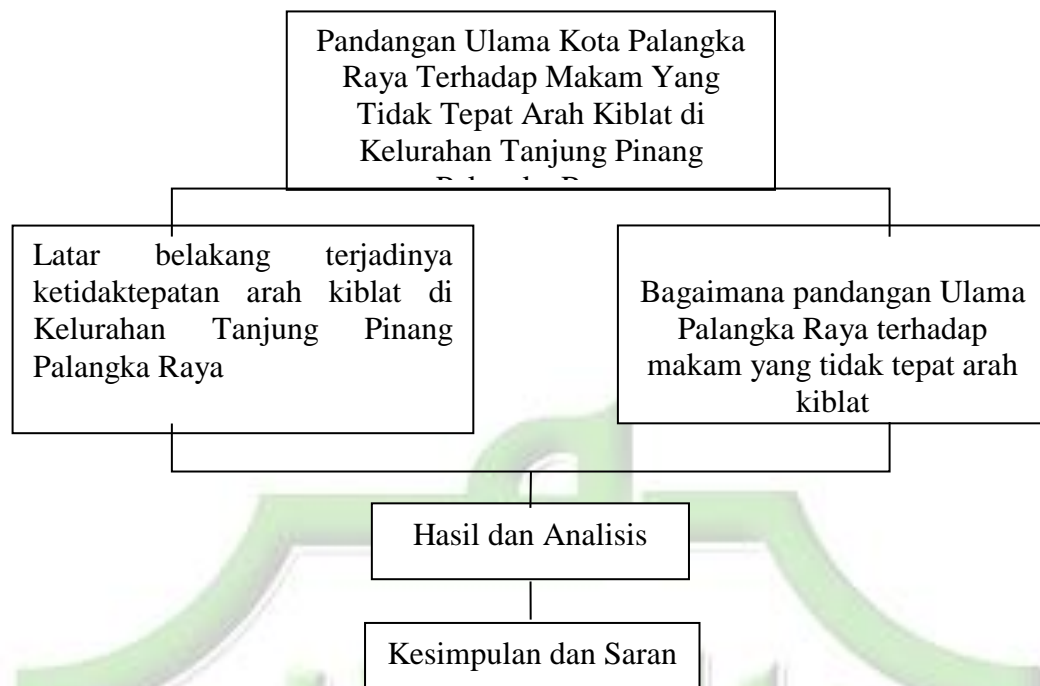 Pandangan Ulama Kota Palangka
Raya Terhadap Makam Yang
Tidak Tepat Arah Kiblat di
Kelurahan Tanjung Pinang
Latar belakang terjadinya
ketidaktepatan arah kiblat di
Kelurahan Tanjung Pinang
Palangka Raya
Bagaimana pandangan Ulama
Palangka Raya terhadap
makam yang tidak tepat arah
kiblat
Hasil dan Analisis
Kesimpulan dan Saran